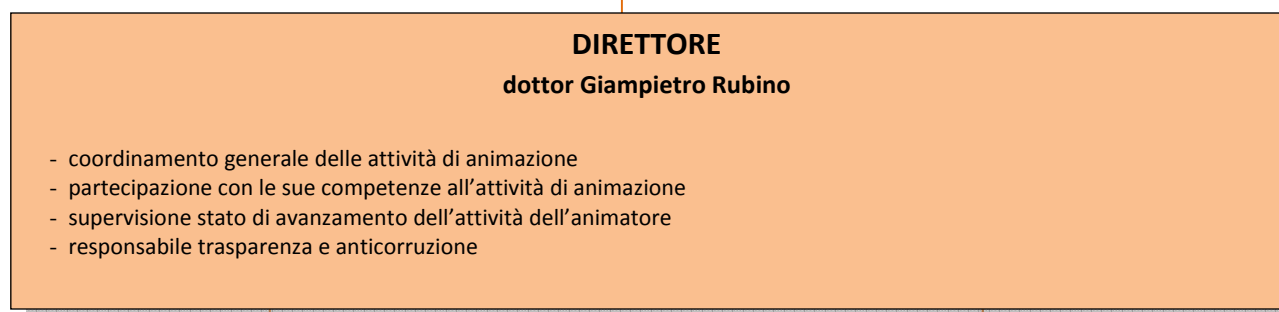 DIRETTORE
dottor Giampietro Rubino
- coordinamento generale delle attività di animazione
- partecipazione con le sue competenze all’attività di animazione
- supervisione stato di avanzamento dell’attività dell’animatore
- responsabile trasparenza e anticorruzione